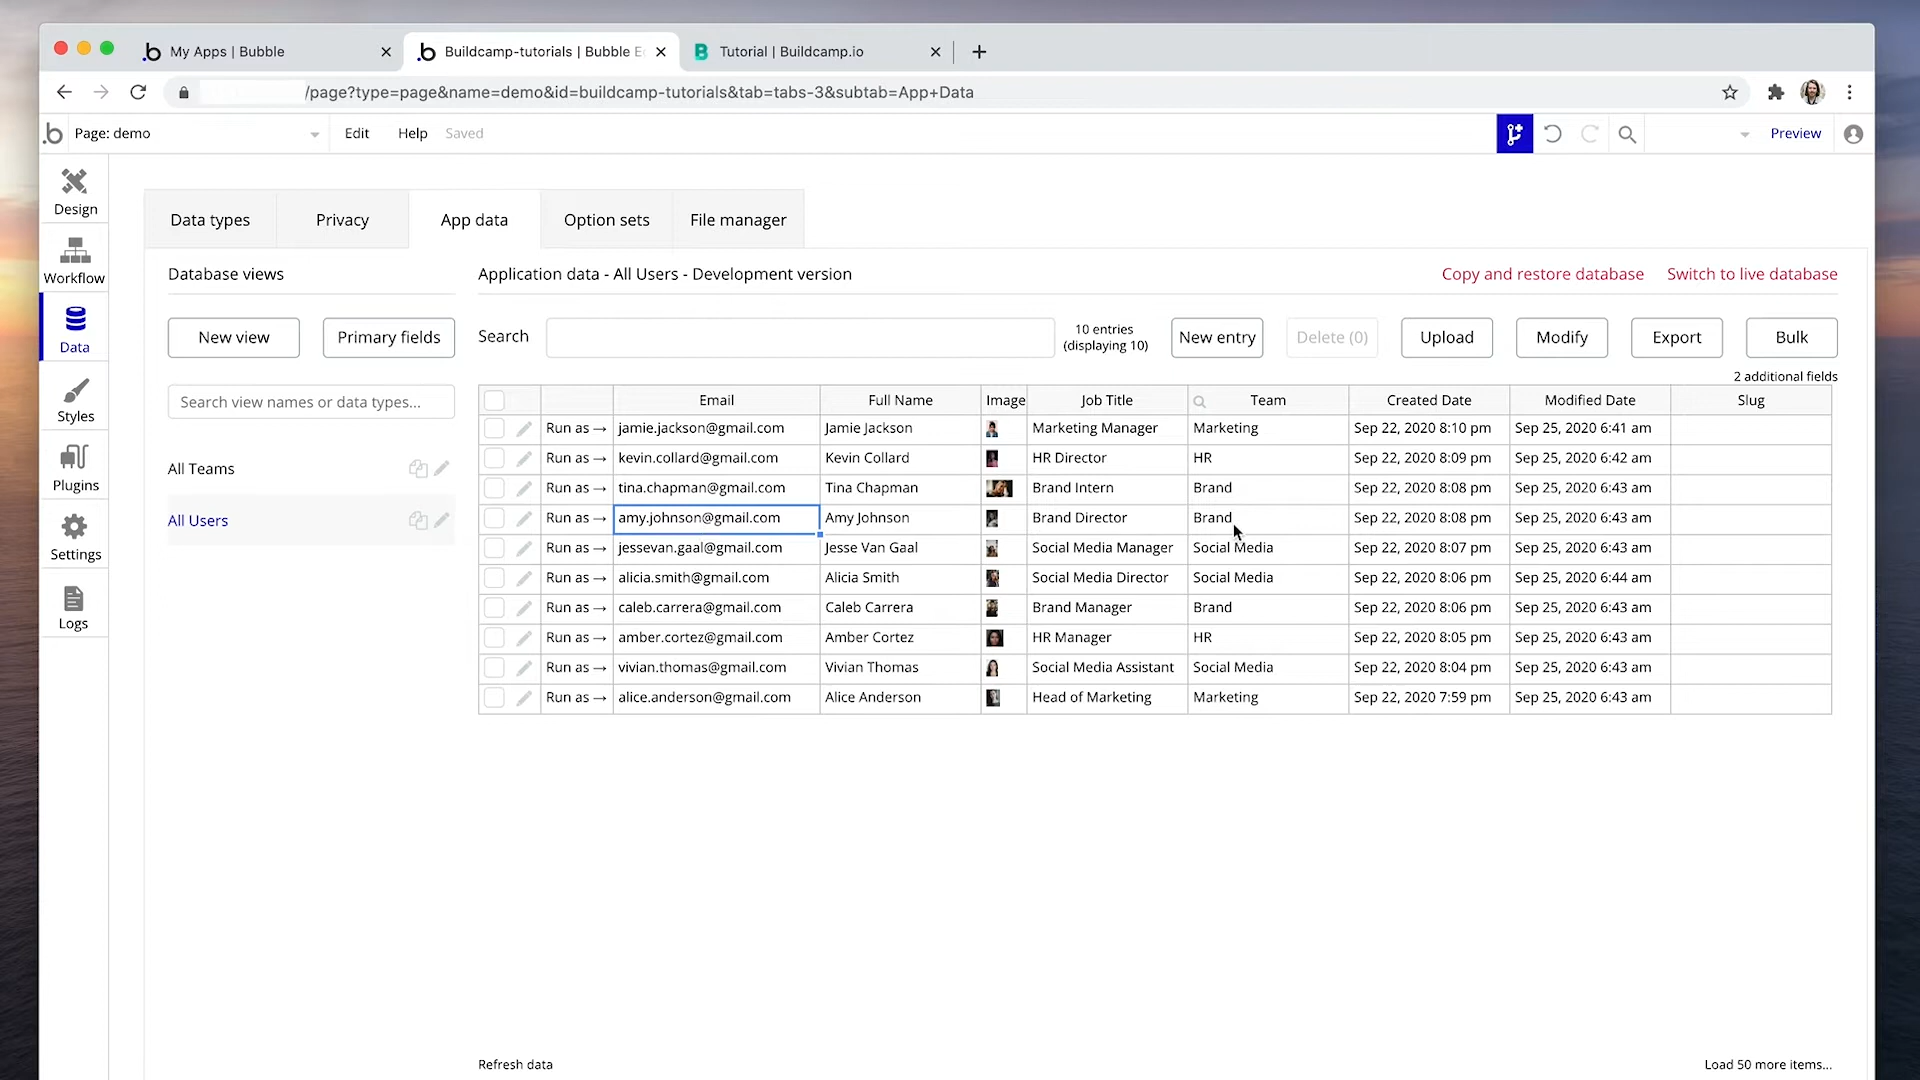 My Apps | Bubble
Buildcamp-tutorials | Bubble E
Tutorial | Buildcamp.io
/page?type=page&name=demo&id=buildcamp-tutorials&tab=tabs-3&subtab=App+Data
Page: demo
Edit
Help
Saved
Preview
Design
Workflow
Data
Styles
Plugins
Settings
Logs
Data types
Privacy
App data
Option sets
File manager
Database views
Application data - All Users - Development version
Copy and restore database
Switch to live database
New view
Primary fields
Search
10 entries
(displaying 10)
New entry
Delete (0)
Upload
Modify
Export
Bulk
2 additional fields
Search view names or data types...
All Teams
All Users
Email Full Name Image Job Title Team Created Date Modified Date Slug
Run as → jamie.jackson@gmail.com Jamie Jackson Marketing Manager Marketing Sep 22, 2020 8:10 pm Sep 25, 2020 6:41 am
Run as → kevin.collard@gmail.com Kevin Collard HR Director HR Sep 22, 2020 8:09 pm Sep 25, 2020 6:42 am
Run as → tina.chapman@gmail.com Tina Chapman Brand Intern Brand Sep 22, 2020 8:08 pm Sep 25, 2020 6:43 am
Run as → amy.johnson@gmail.com Amy Johnson Brand Director Brand Sep 22, 2020 8:08 pm Sep 25, 2020 6:43 am
Run as → jessevan.gaal@gmail.com Jesse Van Gaal Social Media Manager Social Media Sep 22, 2020 8:07 pm Sep 25, 2020 6:43 am
Run as → alicia.smith@gmail.com Alicia Smith Social Media Director Social Media Sep 22, 2020 8:06 pm Sep 25, 2020 6:44 am
Run as → caleb.carrera@gmail.com Caleb Carrera Brand Manager Brand Sep 22, 2020 8:06 pm Sep 25, 2020 6:43 am
Run as → amber.cortez@gmail.com Amber Cortez HR Manager HR Sep 22, 2020 8:05 pm Sep 25, 2020 6:43 am
Run as → vivian.thomas@gmail.com Vivian Thomas Social Media Assistant Social Media Sep 22, 2020 8:04 pm Sep 25, 2020 6:43 am
Run as → alice.anderson@gmail.com Alice Anderson Head of Marketing Marketing Sep 22, 2020 7:59 pm Sep 25, 2020 6:43 am
Refresh data
Load 50 more items...